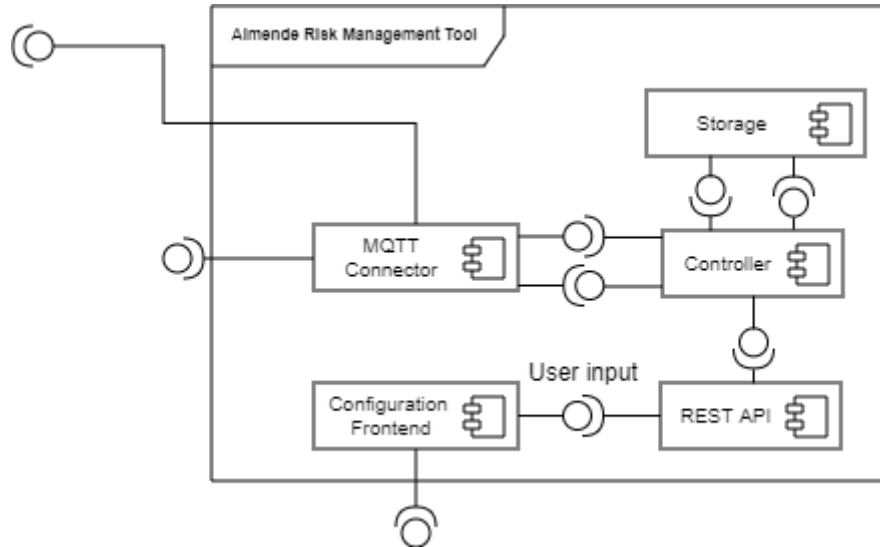 Almende Risk Management Tool
Storage
MQTT
Connector
Controller
User input
Configuration
Frontend
REST API